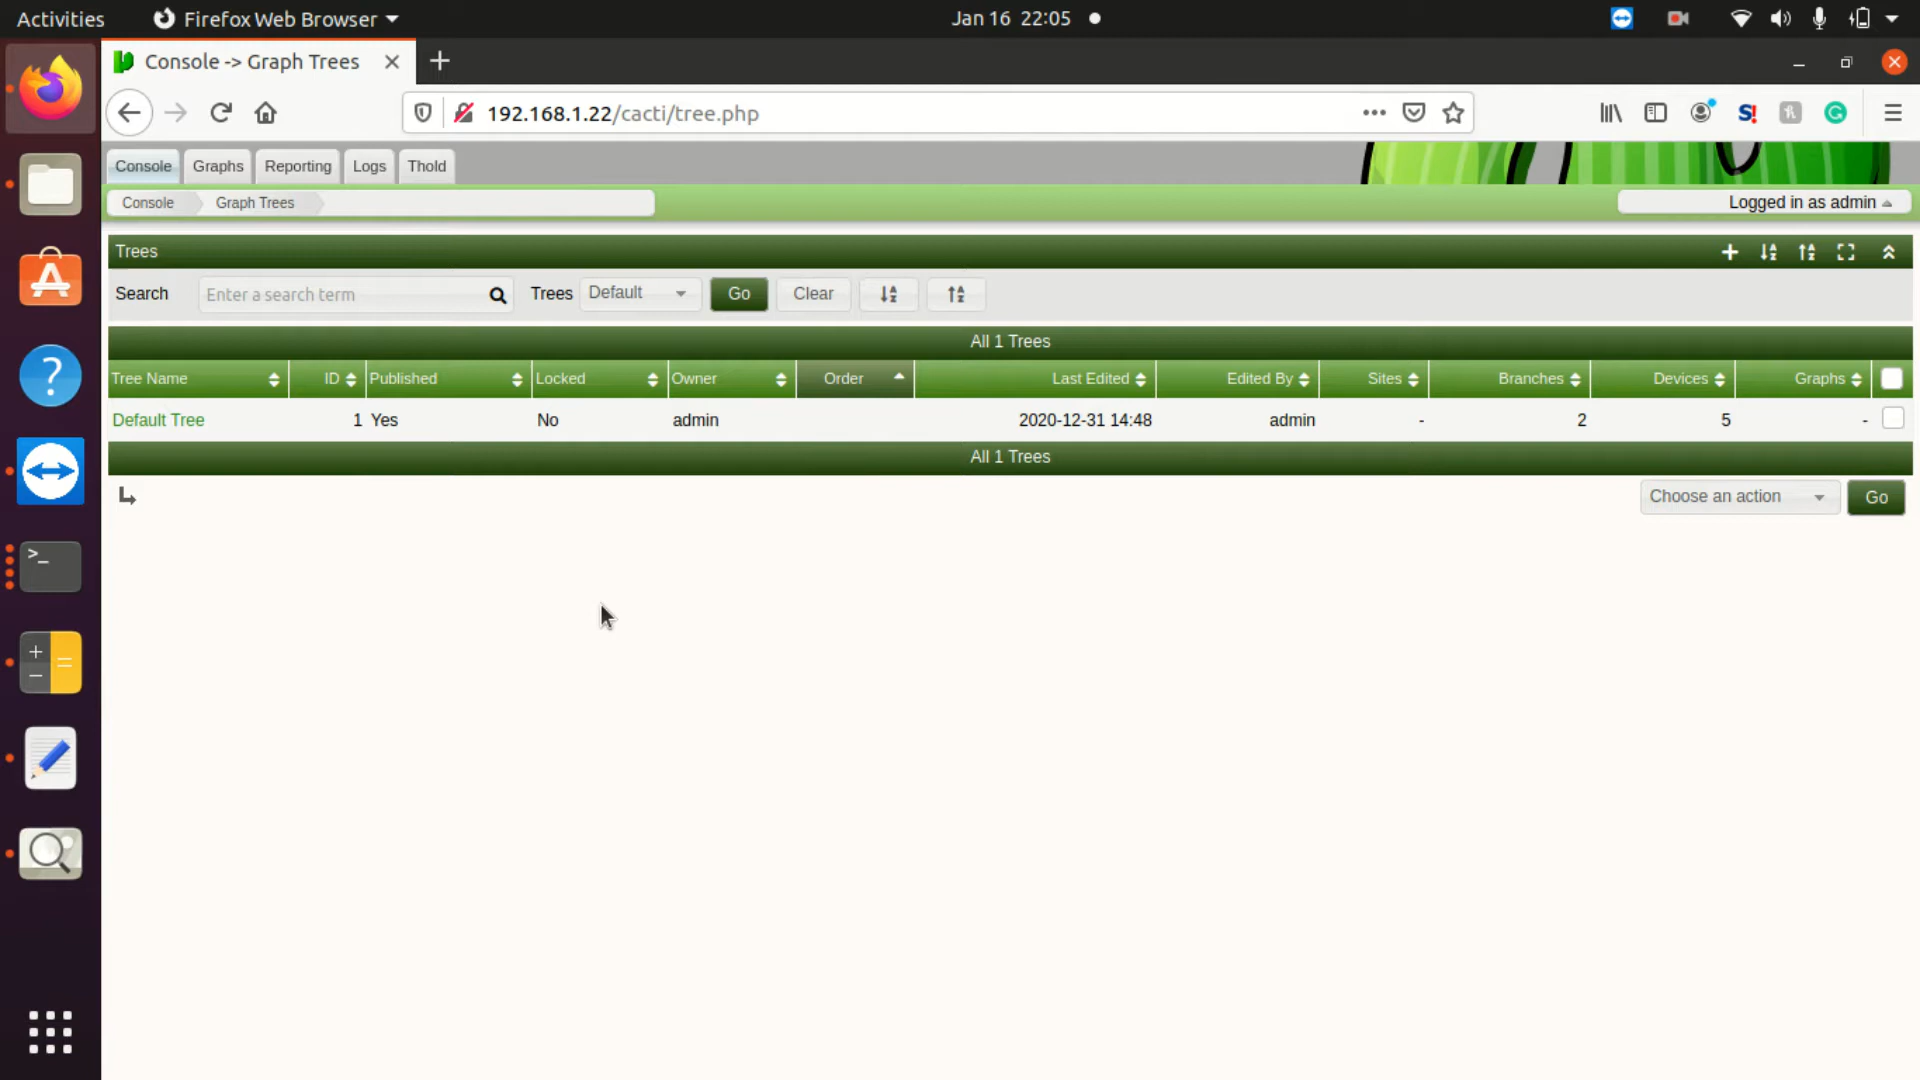 Activities Firefox Web Browser Jan 16 22:05
Console -> Graph Trees
192.168.1.22/cacti/tree.php
Console Graphs Reporting Logs Thold
Console Graph Trees Logged in as admin
Trees
Search Enter a search term Trees Default Go Clear
All 1 Trees
Tree Name ID Published Locked Owner Order Last Edited Edited By Sites Branches Devices Graphs
Default Tree 1 Yes No admin 2020-12-31 14:48 admin - 2 5 -
All 1 Trees
Choose an action Go